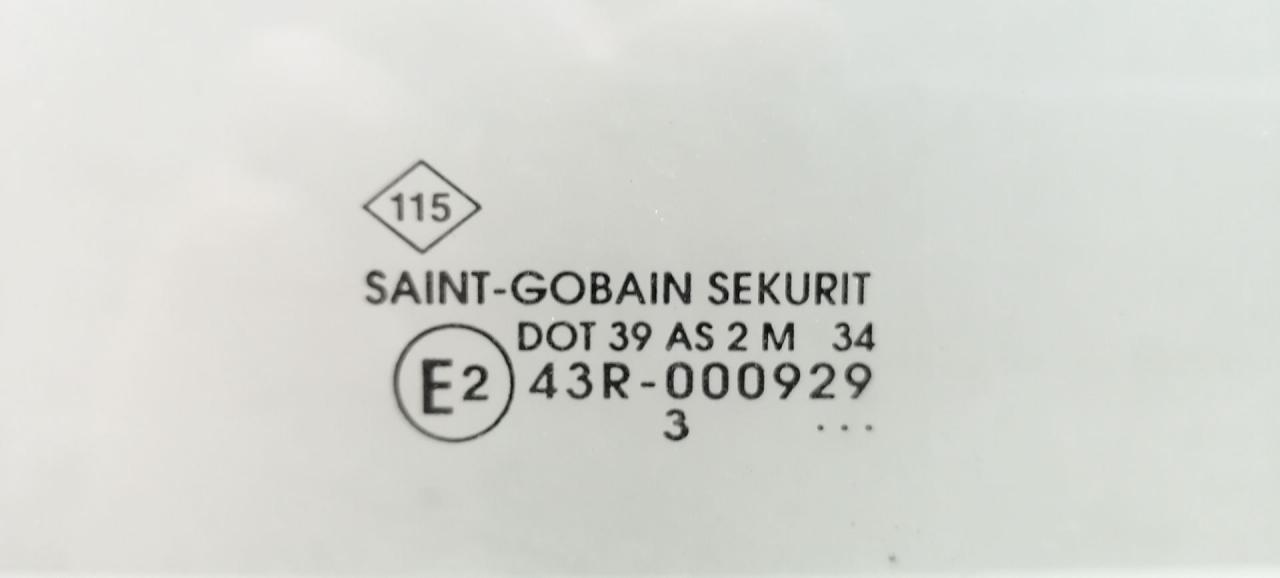 115
SAINT-GOBAIN SEKURIT
DOT 39 AS 2 M 34
E2 43R-000929
3 ...